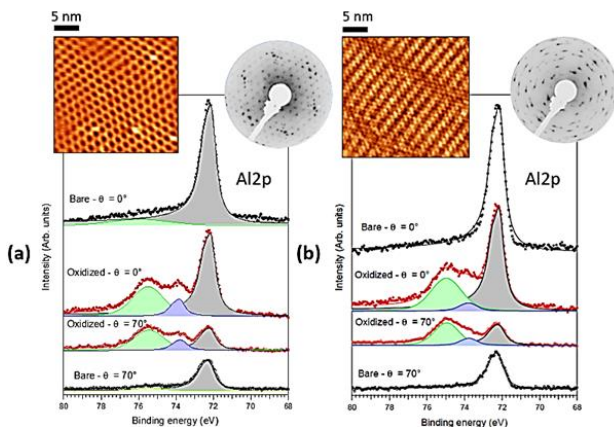 5 nm
5 nm
Al2p
Al2p
Bare - θ = 0°
Bare - θ = 0°
(a)
(b)
Intensity (Arb. units)
Intensity (Arb. units)
Oxidized - θ = 0°
Oxidized - θ = 0°
Oxidized - θ = 70°
Oxidized - θ = 70°
Bare - θ = 70°
Bare - θ = 70°
80 78 76 74 72 70 68
80 78 76 74 72 70 68
Binding energy (eV)
Binding energy (eV)